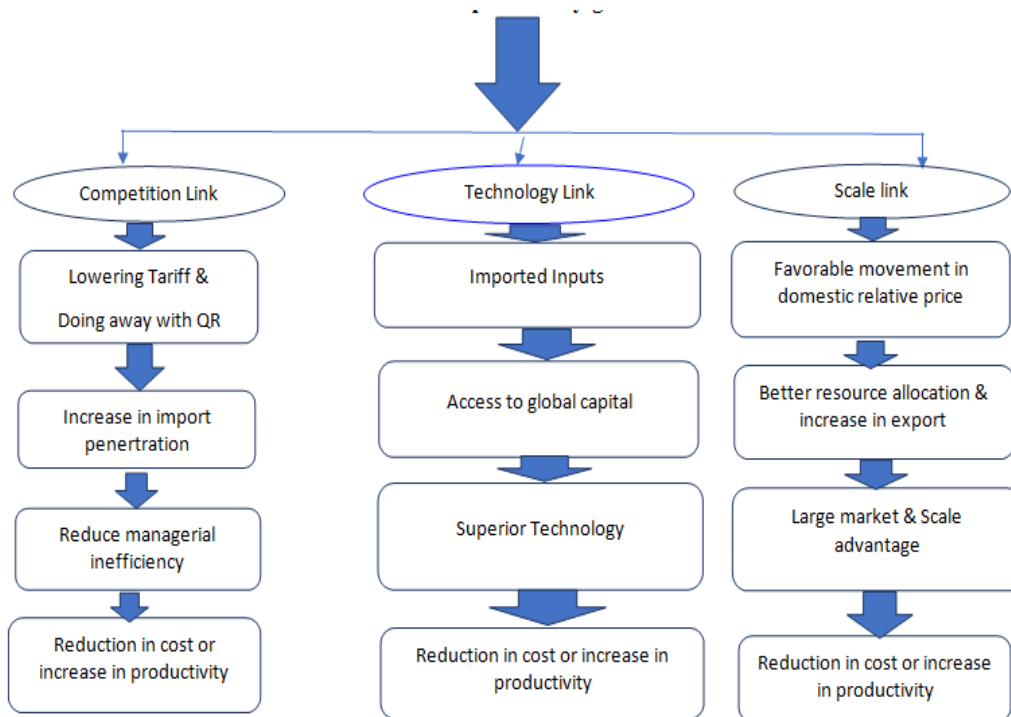 Competition Link
Lowering Tariff &
Doing away with QR
Increase in import
penertration
Reduce managerial
inefficiency
Reduction in cost or
increase in productivity
Technology Link
Imported Inputs
Access to global capital
Superior Technology
Reduction in cost or increase in
productivity
Scale link
Favorable movement in
domestic relative price
Better resource allocation &
increase in export
Large market & Scale
advantage
Reduction in cost or increase
in productivity